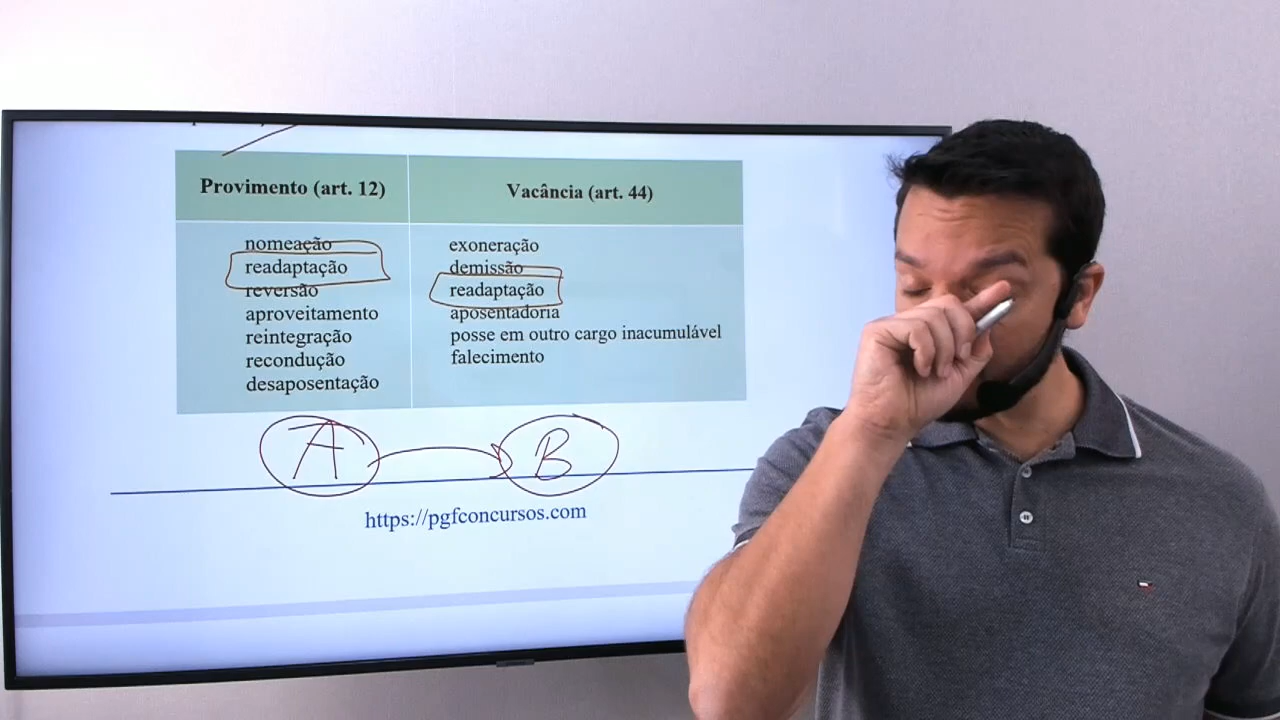 Provimento (art. 12)
nomeação
readaptação
reversão
aproveitamento
reintegração
recondução
desaposentação
Vacância (art. 44)
exoneração
demissão
readaptação
aposentadoria
posse em outro cargo inacumulável
falecimento
A
B
https://pgfconcursos.com